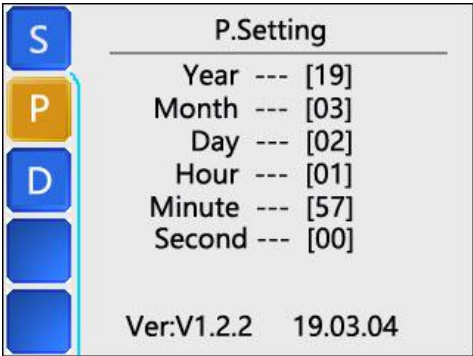 S
P.Setting
P
D
Year --- [19]
Month --- [03]
Day --- [02]
Hour --- [01]
Minute --- [57]
Second --- [00]
Ver:V1.2.2 19.03.04